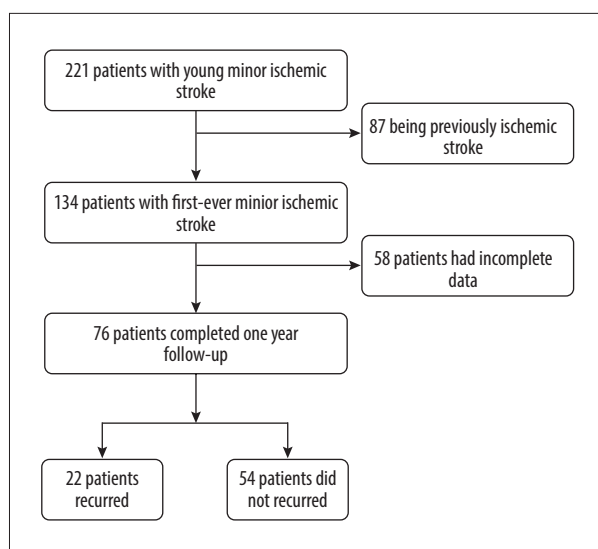 221 patients with young minor ischemic
stroke
87 being previously ischemic
stroke
134 patients with first-ever minior ischemic
stroke
58 patients had incomplete
data
76 patients completed one year
follow-up
22 patients
recurred
54 patients did
not recurred